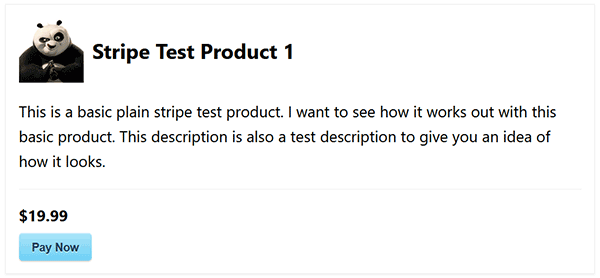 Stripe Test Product 1
This is a basic plain stripe test product. I want to see how it works out with this
basic product. This description is also a test description to give you an idea of
how it looks.
$19.99
Pay Now